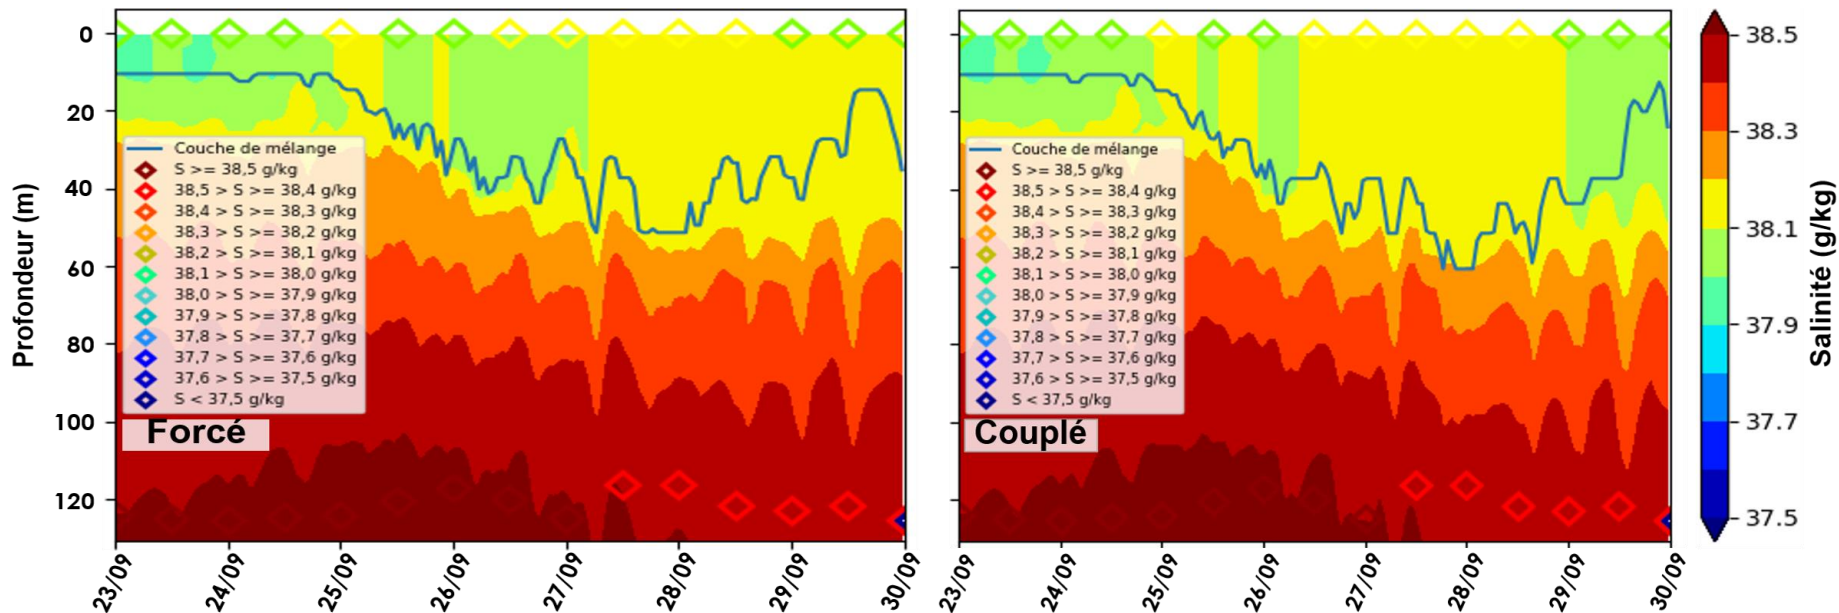 Profondeur (m)
0
20
40
60
80
100
120
Couche de mélange
S >= 38,5 g/kg
38,5 > S >= 38,4 g/kg
38,4 > S >= 38,3 g/kg
38,3 > S >= 38,2 g/kg
38,2 > S >= 38,1 g/kg
38,1 > S >= 38,0 g/kg
38,0 > S >= 37,9 g/kg
37,9 > S >= 37,8 g/kg
37,8 > S >= 37,7 g/kg
37.7 > S >= 37,6 g/kg
37,6 > S >= 37,5 g/kg
S < 37,5 g/kg
Forcé
23/09
24/09
25/09
26/09
27/09
28/09
29/09
30/09
Couche de mélange
S >= 38,5 g/kg
38,5 > S >= 38,4 g/kg
38,4 > S >= 38,3 g/kg
38,3 > S >= 38,2 g/kg
38,2 > S >= 38,1 g/kg
38,1 > S >= 38,0 g/kg
38,0 > S >= 37,9 g/kg
37,9 > S >= 37,8 g/kg
37,8 > S >= 37,7 g/kg
37.7 > S >= 37,6 g/kg
37,6 > S >= 37,5 g/kg
S < 37,5 g/kg
Couplé
23/09
24/09
25/09
26/09
27/09
28/09
29/09
30/09
38.5
38.3
38.1
37.9
37.7
37.5
Salinité (g/kg)